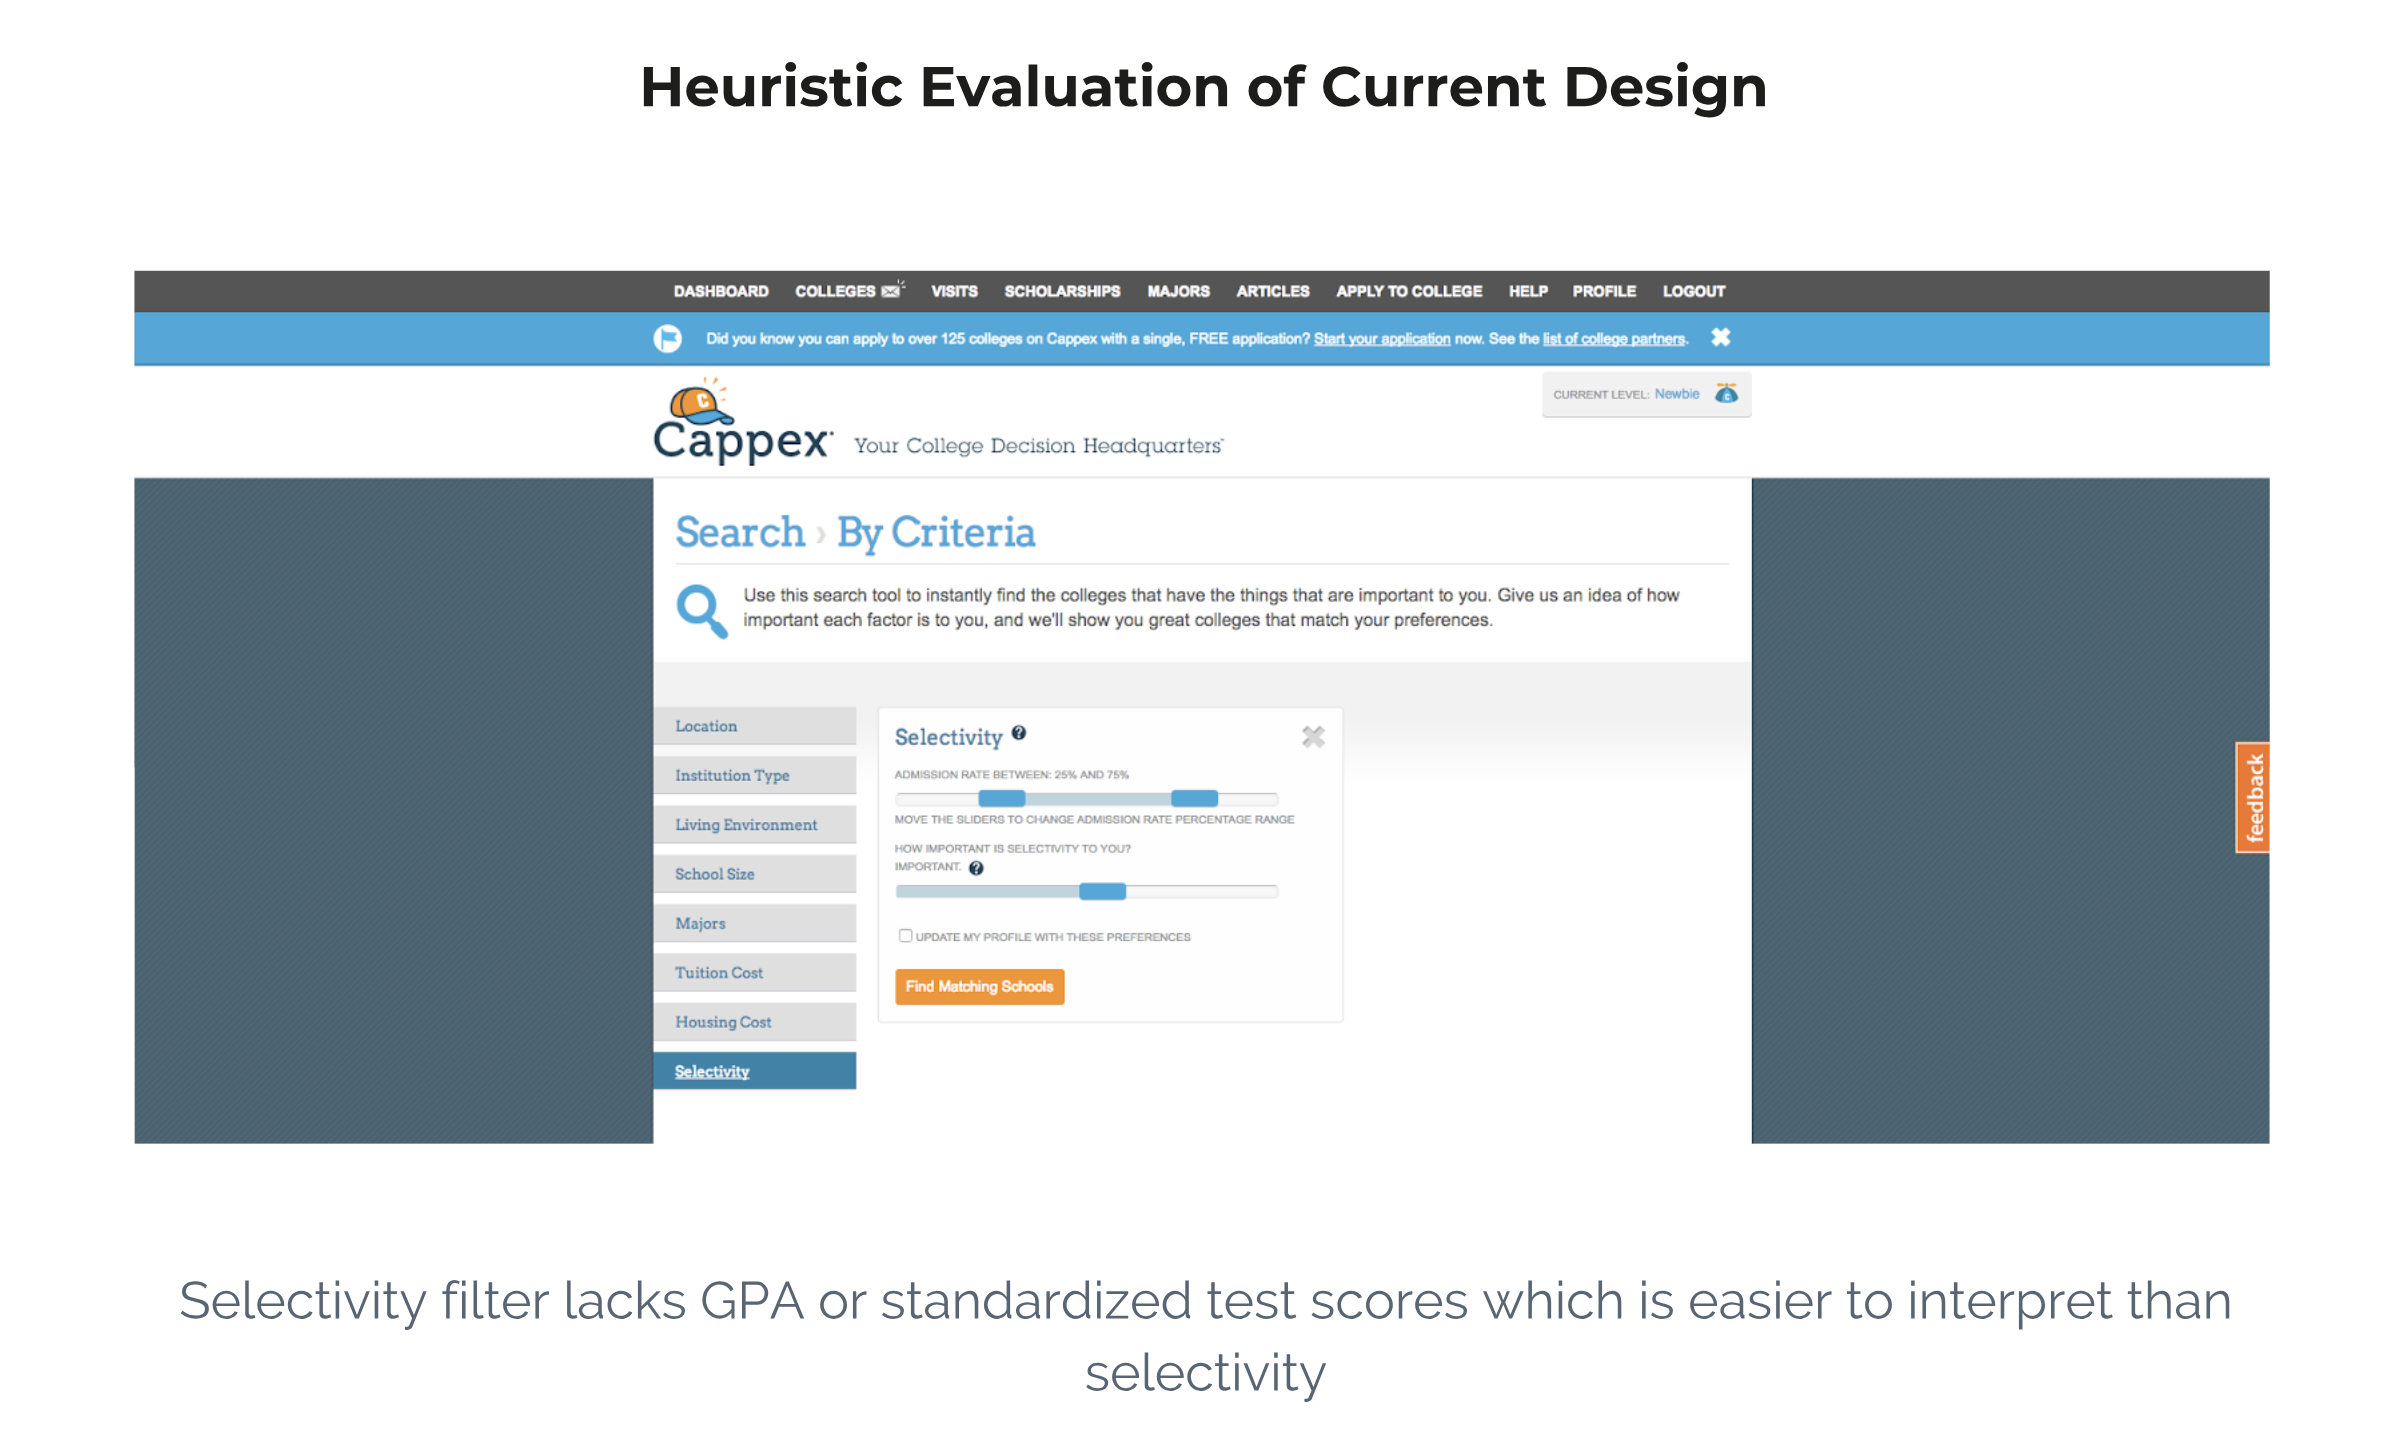 Heuristic Evaluation of Current Design
DASHBOARD COLLEGES VISITS SCHOLARSHIPS MAJORS ARTICLES APPLY TO COLLEGE HELP PROFILE LOGOUT
Did you know you can apply to over 125 colleges on Cappex with a single, FREE application? Start your application now. See the list of college partners.
CURRENT LEVEL: Newbie
C
Cappex Your College Decision Headquarters
Search › By Criteria
Use this search tool to instantly find the colleges that have the things that are important to you. Give us an idea of how
important each factor is to you, and we'll show you great colleges that match your preferences.
Location
Institution Type
Living Environment
School Size
Majors
Tuition Cost
Housing Cost
Selectivity
Selectivity ?
ADMISSION RATE BETWEEN: 25% AND 75%
MOVE THE SLIDERS TO CHANGE ADMISSION RATE PERCENTAGE RANGE
HOW IMPORTANT IS SELECTIVITY TO YOU?
IMPORTANT. ?
UPDATE MY PROFILE WITH THESE PREFERENCES
Find Matching Schools
feedback
Selectivity filter lacks GPA or standardized test scores which is easier to interpret than
selectivity